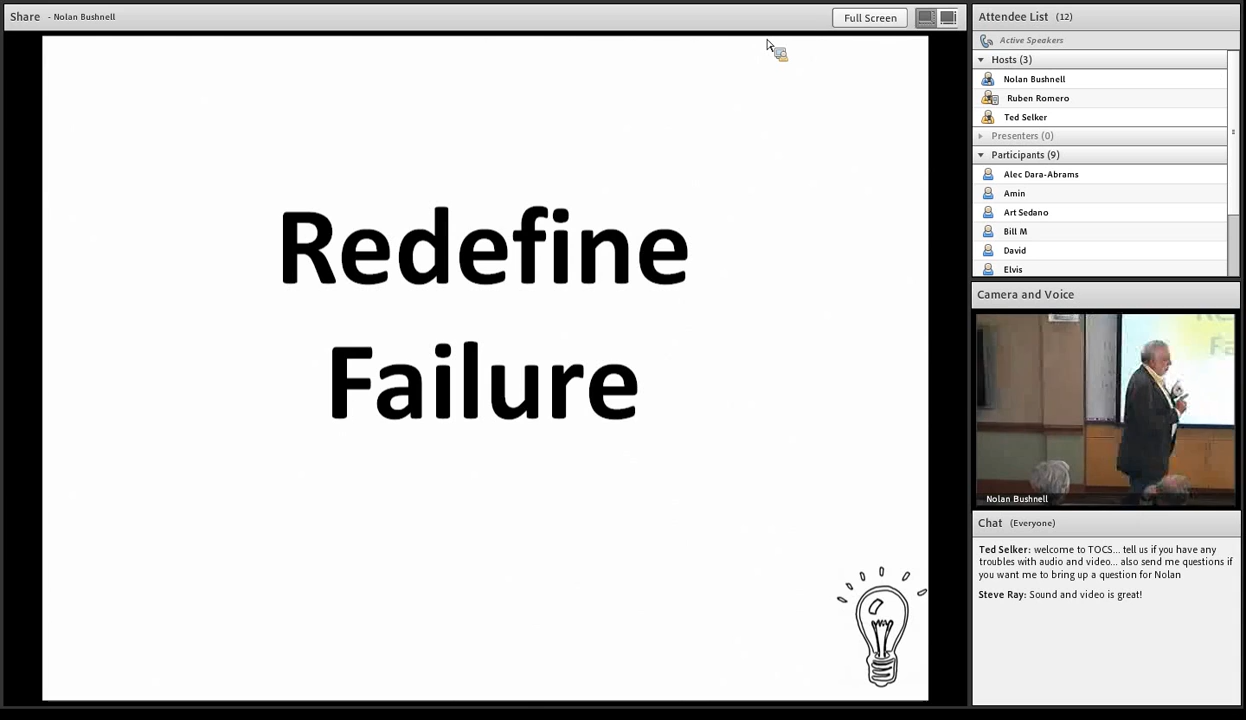 Share - Nolan Bushnell
Full Screen
Redefine
Failure
Attendee List (12)
Active Speakers
Hosts (3)
Nolan Bushnell
Ruben Romero
Ted Selker
Presenters (0)
Participants (9)
Alec Dara-Abrams
Amin
Art Sedano
Bill M
David
Elvis
Camera and Voice
Nolan Bushnell
Chat (Everyone)
Ted Selker: welcome to TOCS... tell us if you have any
troubles with audio and video... also send me questions if
you want me to bring up a question for Nolan
Steve Ray: Sound and video is great!